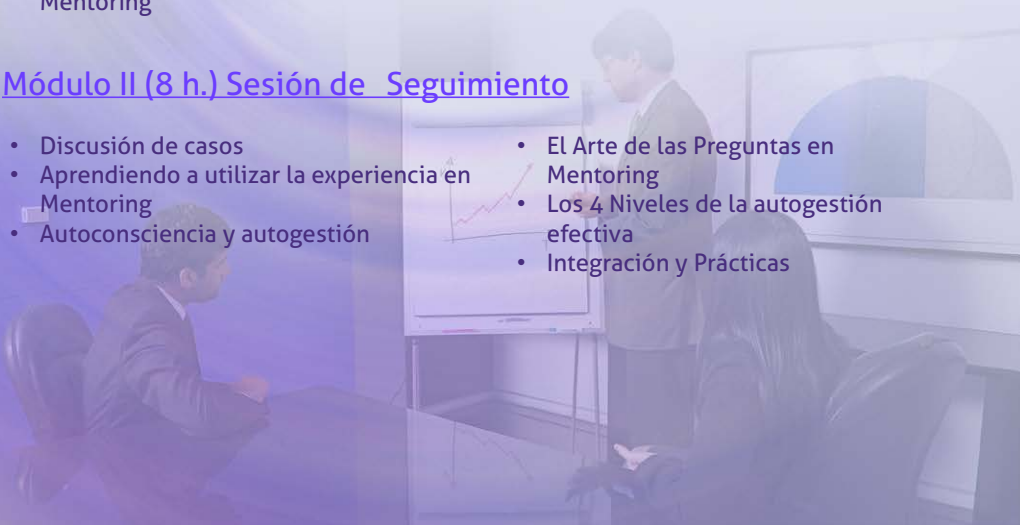 Mentoring
Módulo II (8 h.) Sesión de Seguimiento
• Discusión de casos
• Aprendiendo a utilizar la experiencia en
Mentoring
• Autoconsciencia y autogestión
• El Arte de las Preguntas en
Mentoring
• Los 4 Niveles de la autogestión
efectiva
• Integración y Prácticas